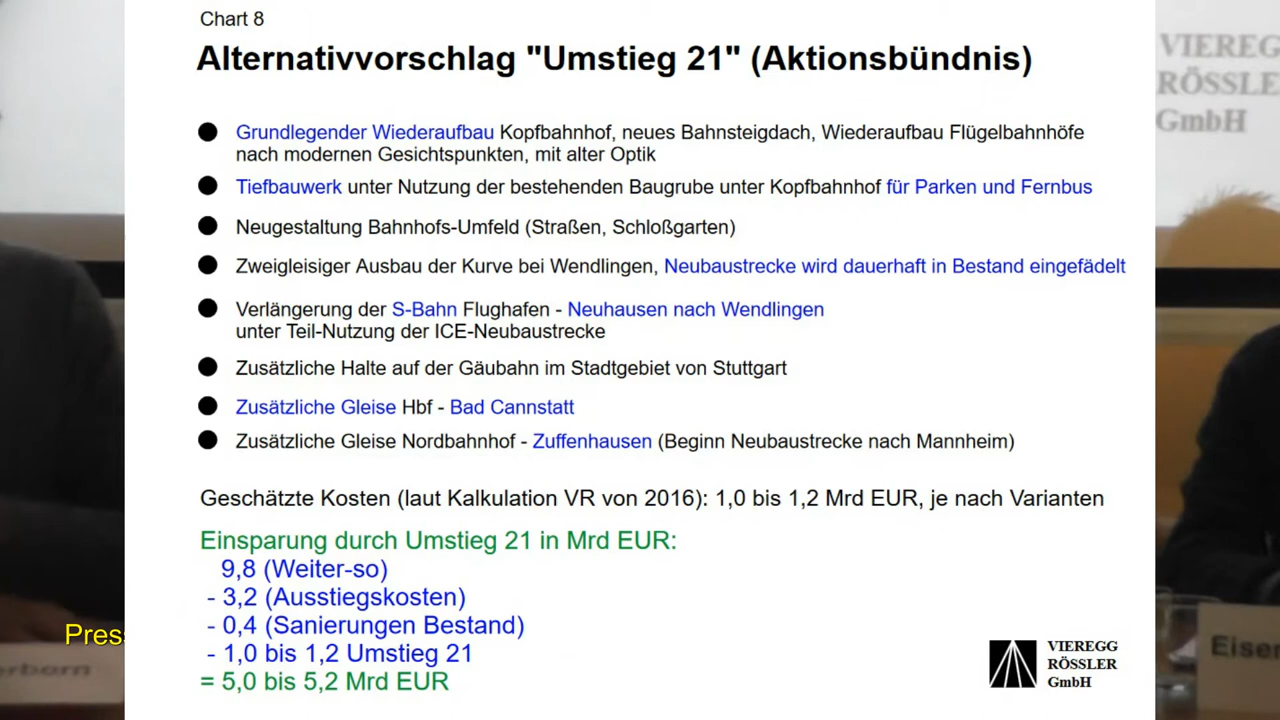 Chart 8
Alternativvorschlag "Umstieg 21" (Aktionsbündnis)
Grundlegender Wiederaufbau Kopfbahnhof, neues Bahnsteigdach, Wiederaufbau Flügelbahnhöfe
nach modernen Gesichtspunkten, mit alter Optik
Tiefbauwerk unter Nutzung der bestehenden Baugrube unter Kopfbahnhof für Parken und Fernbus
Neugestaltung Bahnhofs-Umfeld (Straßen, Schloßgarten)
Zweigleisiger Ausbau der Kurve bei Wendlingen, Neubaustrecke wird dauerhaft in Bestand eingefädelt
Verlängerung der S-Bahn Flughafen - Neuhausen nach Wendlingen
unter Teil-Nutzung der ICE-Neubaustrecke
Zusätzliche Halte auf der Gäubahn im Stadtgebiet von Stuttgart
Zusätzliche Gleise Hbf - Bad Cannstatt
Zusätzliche Gleise Nordbahnhof - Zuffenhausen (Beginn Neubaustrecke nach Mannheim)
Geschätzte Kosten (laut Kalkulation VR von 2016): 1,0 bis 1,2 Mrd EUR, je nach Varianten
Einsparung durch Umstieg 21 in Mrd EUR:
9,8 (Weiter-so)
- 3,2 (Ausstiegskosten)
- 0,4 (Sanierungen Bestand)
- 1,0 bis 1,2 Umstieg 21
= 5,0 bis 5,2 Mrd EUR
VIEREGG
RÖSSLER
GmbH
VIEREGG
RÖSSLER
GmbH
Press
Eisen